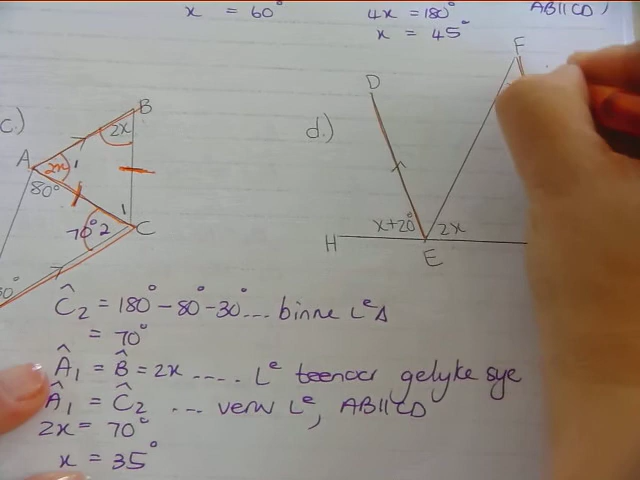 x = 60°
4x = 180°
x = 45°
AB||CD)
c.)
B
2x
A
2x 1
80°
1
70° 2
C
30°
d.)
D
F
x+20°
2x
H
E
Ĉ₂ = 180° - 80° - 30° ... binne ∠ᵉ Δ
= 70°
Â₁ = B̂ = 2x ..... ∠ᵉ teenoor gelyke sye
Â₁ = Ĉ₂ ... verw ∠ᵉ, AB||CD
2x = 70°
x = 35°